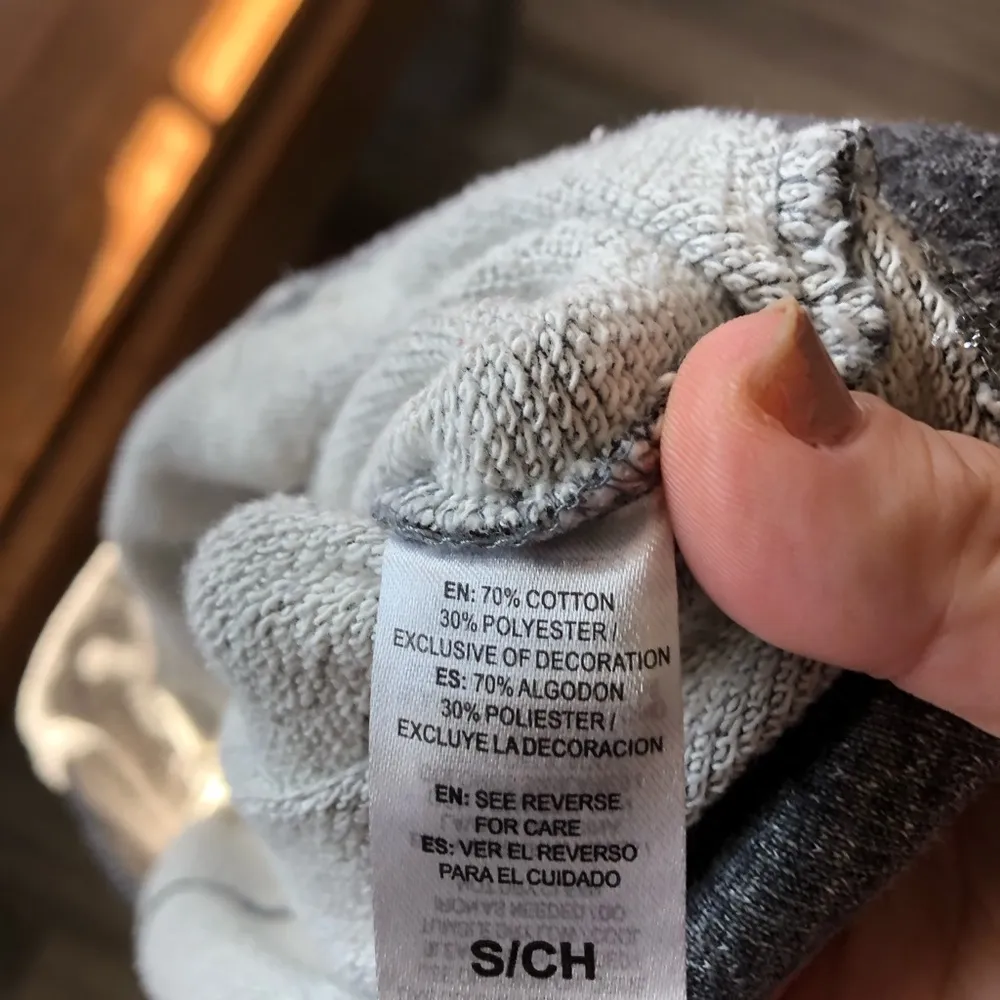 EN: 70% COTTON
30% POLYESTER /
EXCLUSIVE OF DECORATION
ES: 70% ALGODON
30% POLIESTER /
EXCLUYE LA DECORACION
EN: SEE REVERSE
FOR CARE
ES: VER EL REVERSO
PARA EL CUIDADO
S/CH